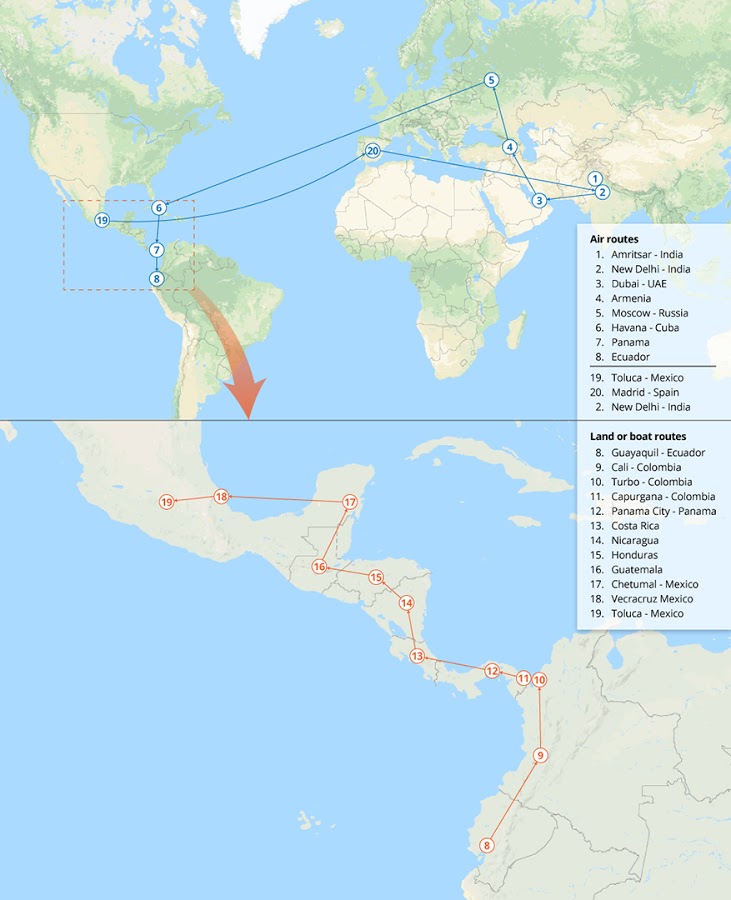 5
20
4
1
2
3
6
19
7
8
Air routes
1. Amritsar - India
2. New Delhi - India
3. Dubai - UAE
4. Armenia
5. Moscow - Russia
6. Havana - Cuba
7. Panama
8. Ecuador
19. Toluca - Mexico
20. Madrid - Spain
2. New Delhi - India
Land or boat routes
8. Guayaquil - Ecuador
9. Cali - Colombia
10. Turbo - Colombia
11. Capurgana - Colombia
12. Panama City - Panama
13. Costa Rica
14. Nicaragua
15. Honduras
16. Guatemala
17. Chetumal - Mexico
18. Vecracruz Mexico
19. Toluca - Mexico
19
18
17
16
15
14
13
12
11
10
9
8